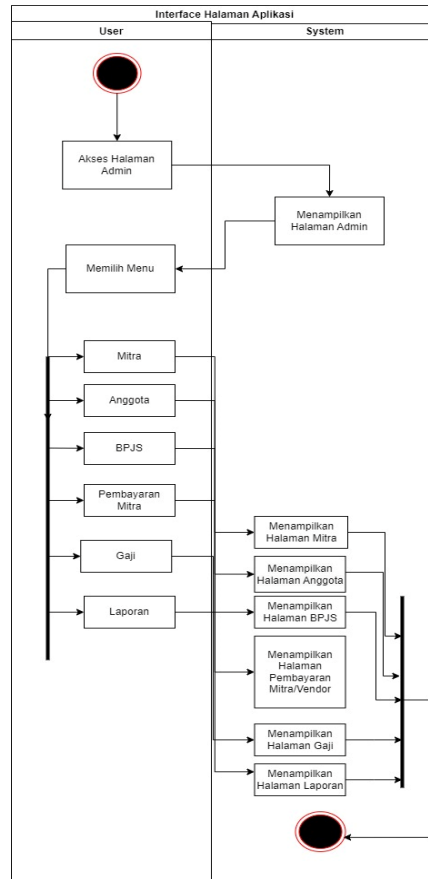 Interface Halaman Aplikasi
User
System
Akses Halaman
Admin
Menampilkan
Halaman Admin
Memilih Menu
Mitra
Anggota
BPJS
Pembayaran
Mitra
Gaji
Laporan
Menampilkan
Halaman Mitra
Menampilkan
Halaman Anggota
Menampilkan
Halaman BPJS
Menampilkan
Halaman
Pembayaran
Mitra/Vendor
Menampilkan
Halaman Gaji
Menampilkan
Halaman Laporan